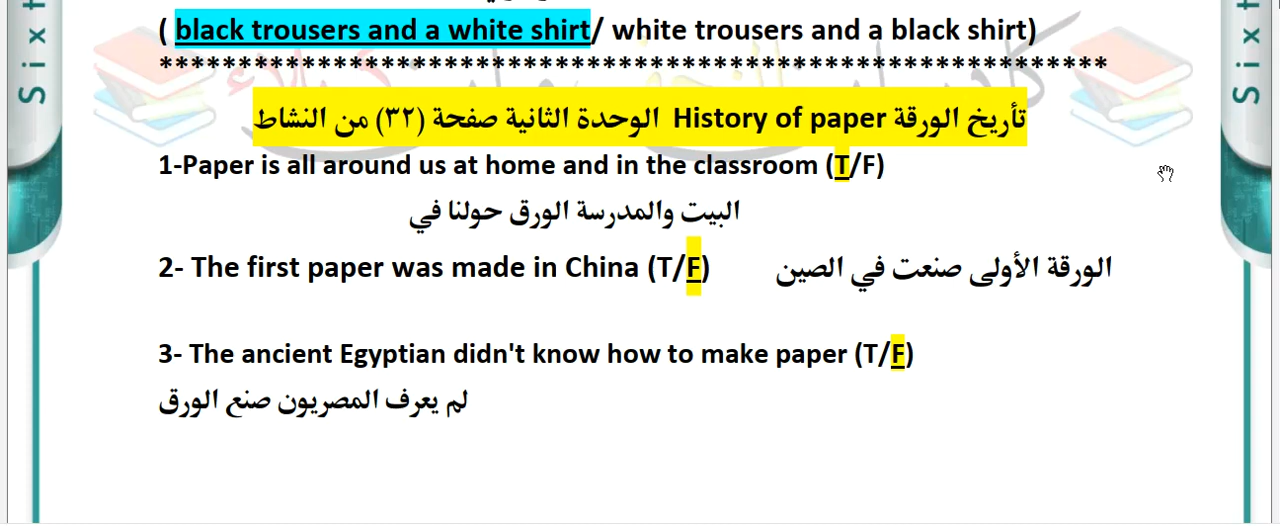 ( black trousers and a white shirt/ white trousers and a black shirt)
************************************************************
تأريخ الورقة History of paper الوحدة الثانية صفحة (٣٢) من النشاط
1-Paper is all around us at home and in the classroom (T/F)
البيت والمدرسة الورق حولنا في
2- The first paper was made in China (T/F) الورقة الأولى صنعت في الصين
3- The ancient Egyptian didn't know how to make paper (T/F)
لم يعرف المصريون صنع الورق
Sixt
Sixt